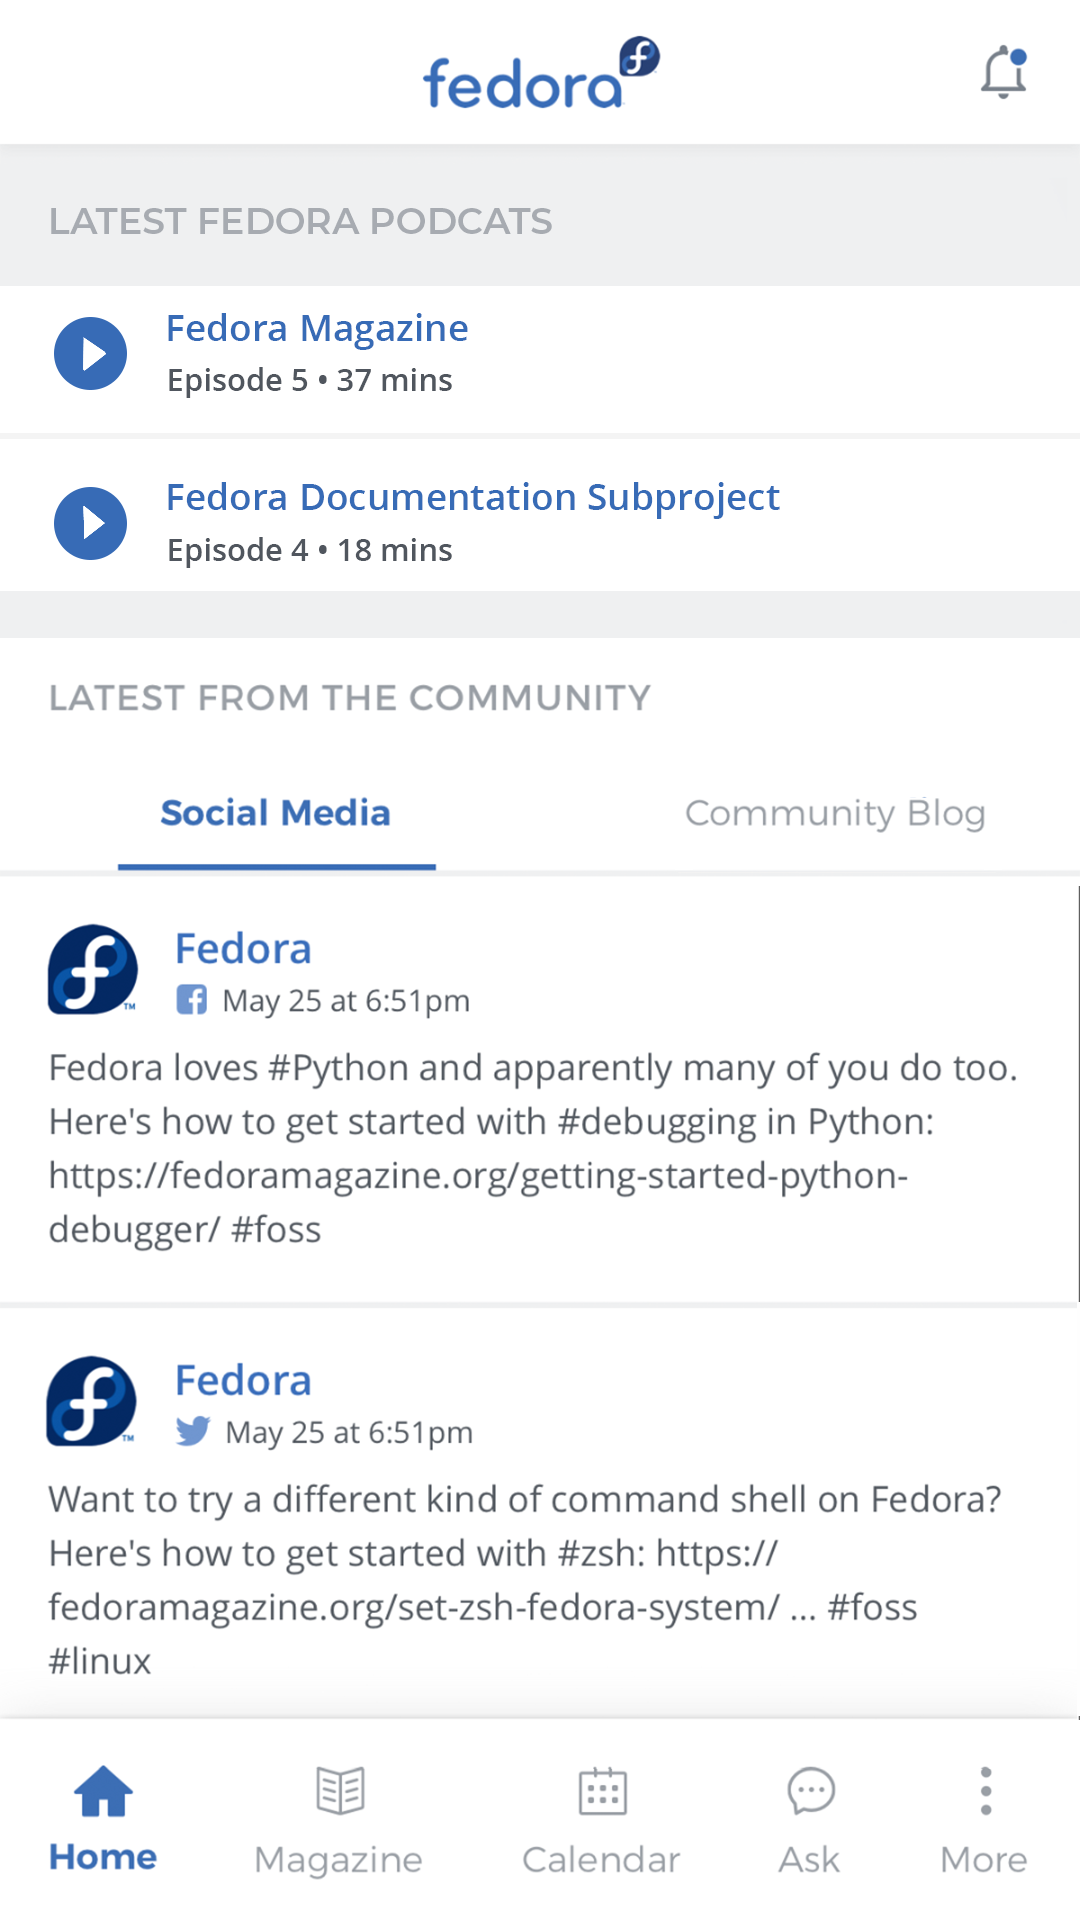 fedora
LATEST FEDORA PODCATS
Fedora Magazine
Episode 5 • 37 mins
Fedora Documentation Subproject
Episode 4 • 18 mins
LATEST FROM THE COMMUNITY
Social Media Community Blog
Fedora
May 25 at 6:51pm
Fedora loves #Python and apparently many of you do too.
Here's how to get started with #debugging in Python:
https://fedoramagazine.org/getting-started-python-
debugger/ #foss
Fedora
May 25 at 6:51pm
Want to try a different kind of command shell on Fedora?
Here's how to get started with #zsh: https://
fedoramagazine.org/set-zsh-fedora-system/ ... #foss
#linux
Home Magazine Calendar Ask More